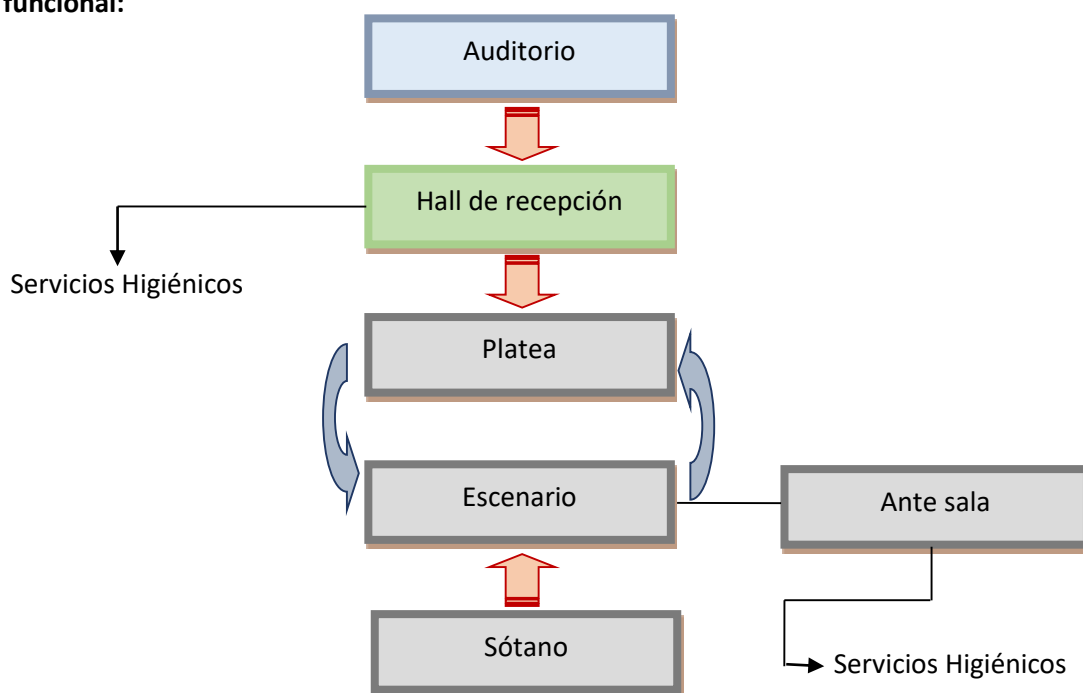 funcional:
Auditorio
Hall de recepción
Servicios Higiénicos
Platea
Escenario
Ante sala
Sótano
Servicios Higiénicos